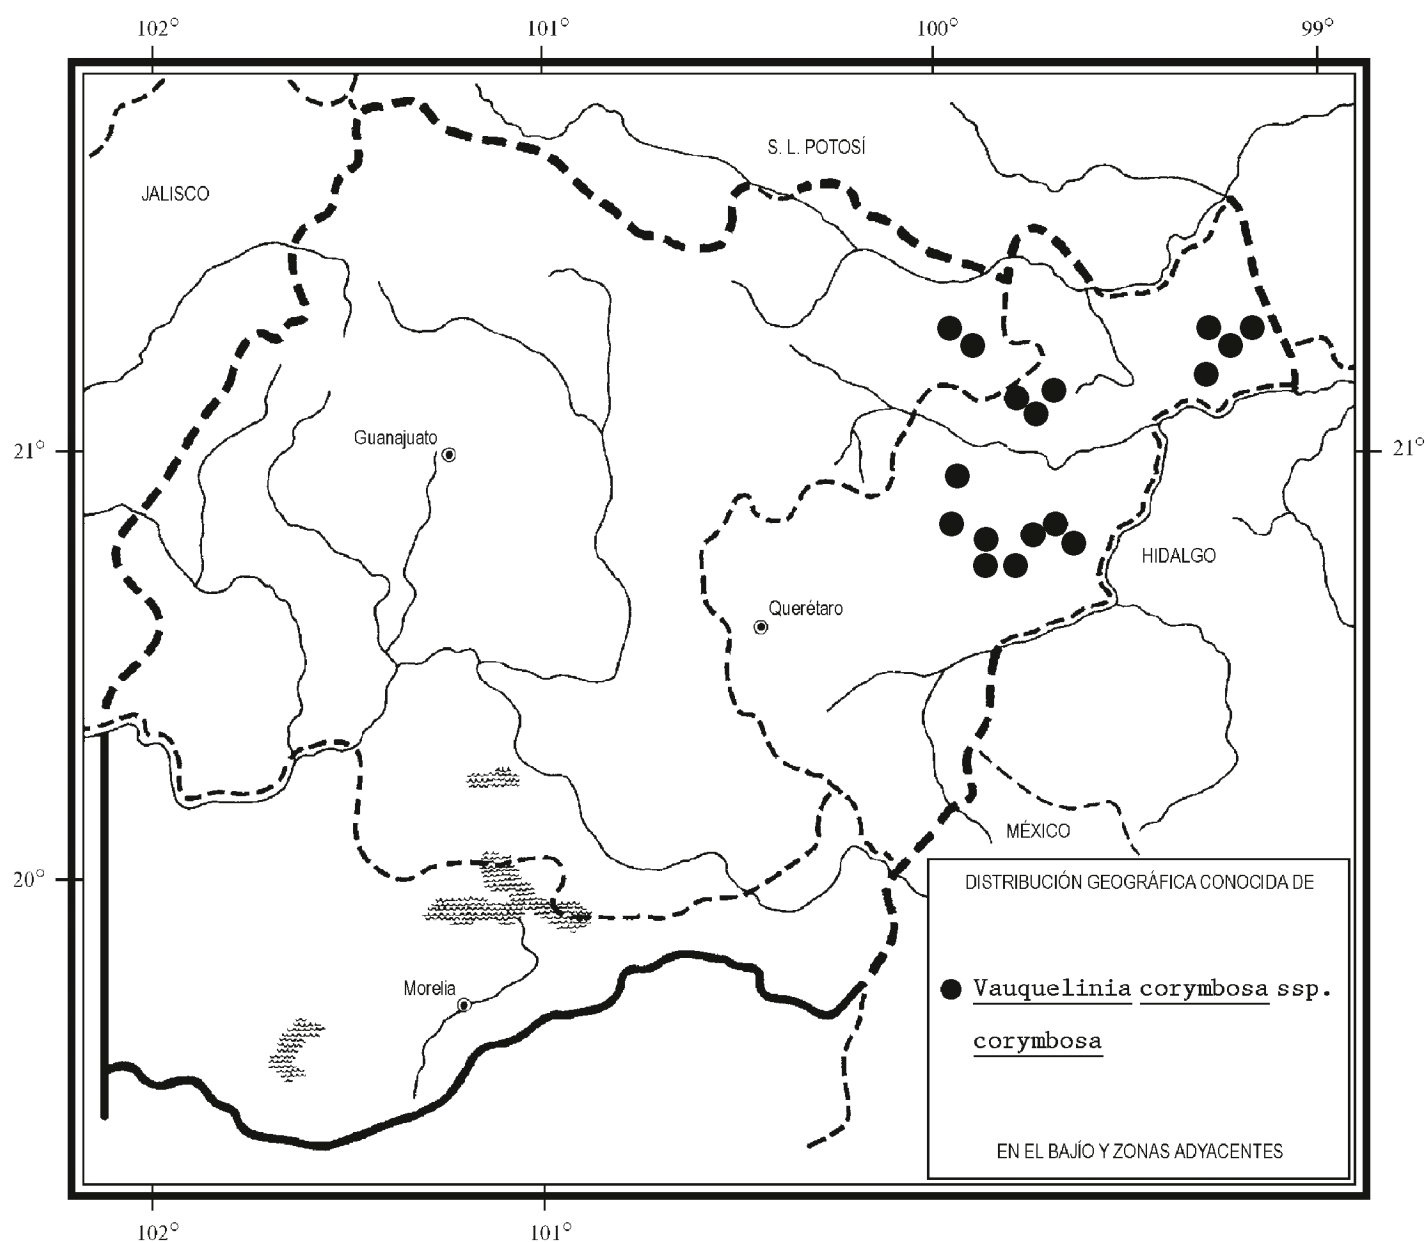 102° 101° 100° 99°
S. L. POTOSÍ
JALISCO
Guanajuato
21° 21°
HIDALGO
Querétaro
MÉXICO
20°
DISTRIBUCIÓN GEOGRÁFICA CONOCIDA DE
Morelia
Vauquelinia corymbosa ssp.
corymbosa
EN EL BAJÍO Y ZONAS ADYACENTES
102° 101°